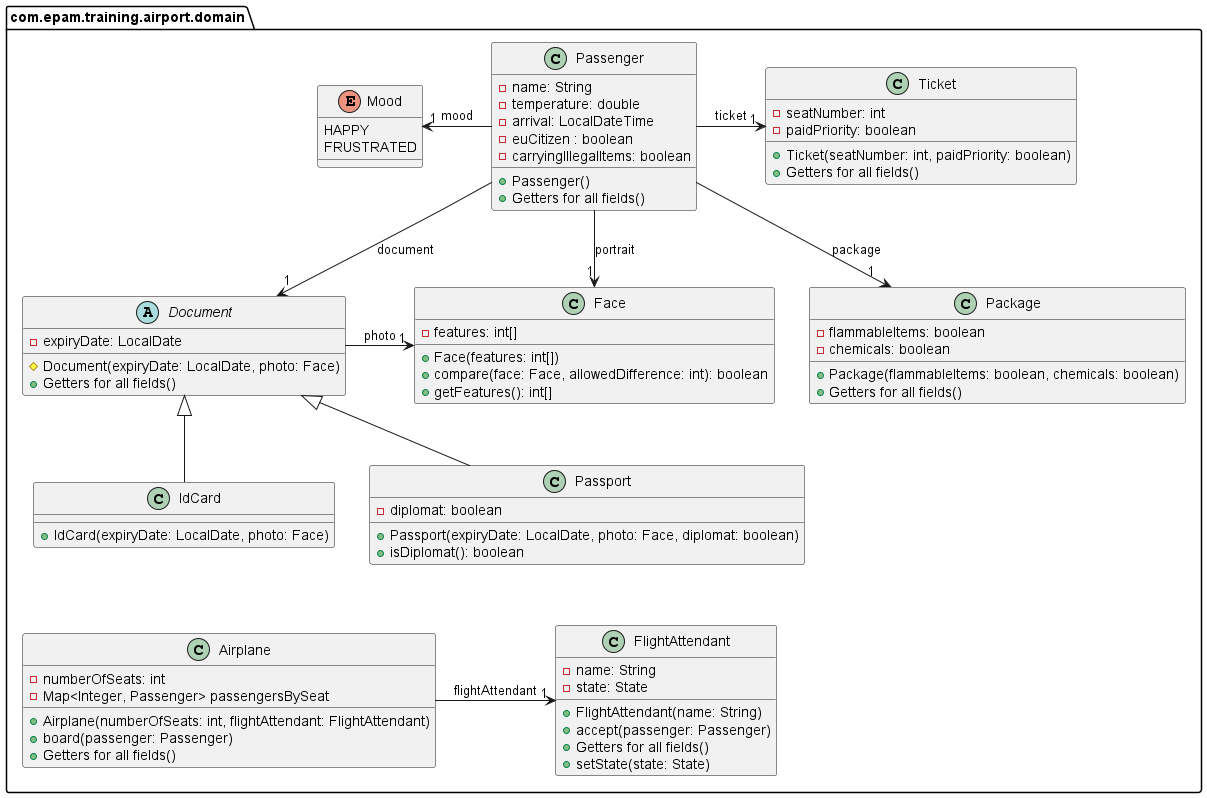 com.epam.training.airport.domain
C Passenger
name: String
temperature: double
arrival: LocalDateTime
euCitizen : boolean
carryingIllegalItems: boolean
Passenger()
Getters for all fields()
E Mood
HAPPY
FRUSTRATED
1 mood
ticket 1
C Ticket
seatNumber: int
paidPriority: boolean
Ticket(seatNumber: int, paidPriority: boolean)
Getters for all fields()
document
1
portrait
1
package
1
A Document
expiryDate: LocalDate
Document(expiryDate: LocalDate, photo: Face)
Getters for all fields()
photo 1
C Face
features: int[]
Face(features: int[])
compare(face: Face, allowedDifference: int): boolean
getFeatures(): int[]
C Package
flammableItems: boolean
chemicals: boolean
Package(flammableItems: boolean, chemicals: boolean)
Getters for all fields()
C IdCard
IdCard(expiryDate: LocalDate, photo: Face)
C Passport
diplomat: boolean
Passport(expiryDate: LocalDate, photo: Face, diplomat: boolean)
isDiplomat(): boolean
C Airplane
numberOfSeats: int
Map<Integer, Passenger> passengersBySeat
Airplane(numberOfSeats: int, flightAttendant: FlightAttendant)
board(passenger: Passenger)
Getters for all fields()
flightAttendant 1
C FlightAttendant
name: String
state: State
FlightAttendant(name: String)
accept(passenger: Passenger)
Getters for all fields()
setState(state: State)